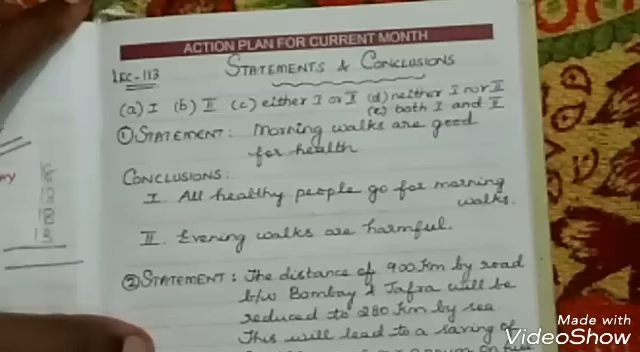 ACTION PLAN FOR CURRENT MONTH
LEC-113
STATEMENTS & CONCLUSIONS
(a) I (b) II (c) either I or II (d) neither I nor II
(e) both I and II
① STATEMENT: Morning walks are good
for health
CONCLUSIONS:
I. All healthy people go for morning
walks.
II. Evening walks are harmful.
② STATEMENT: The distance of 900 Km by road
b/w Bombay & Jafra will be
reduced to 280 Km by sea
This will lead to a saving of
Made with
VideoShow